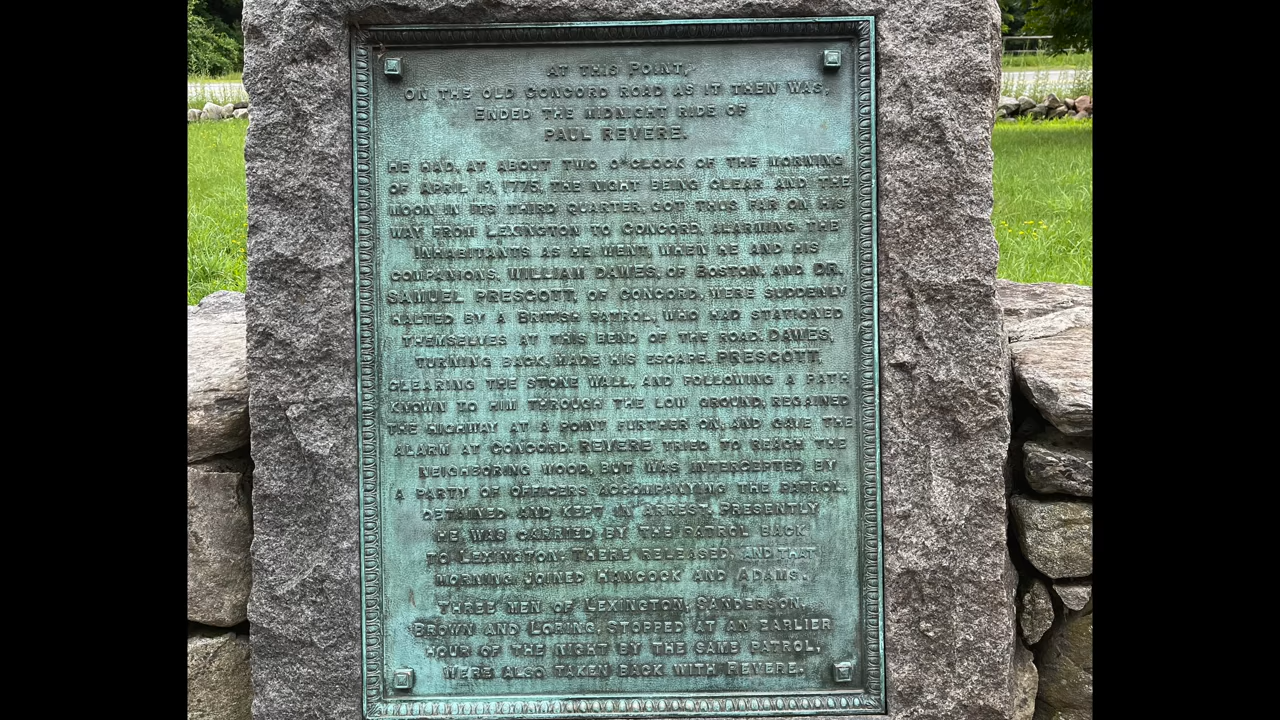 AT THIS POINT,
ON THE OLD CONCORD ROAD AS IT THEN WAS,
ENDED THE MIDNIGHT RIDE OF
PAUL REVERE.
HE HAD, AT ABOUT TWO O'CLOCK OF THE MORNING
OF APRIL 19, 1775, THE NIGHT BEING CLEAR AND THE
MOON IN ITS THIRD QUARTER, GOT THUS FAR ON HIS
WAY FROM LEXINGTON TO CONCORD, ALARMING THE
INHABITANTS AS HE WENT, WHEN HE AND HIS
COMPANIONS, WILLIAM DAWES, OF BOSTON, AND DR.
SAMUEL PRESCOTT, OF CONCORD, WERE SUDDENLY
HALTED BY A BRITISH PATROL, WHO HAD STATIONED
THEMSELVES AT THIS BEND OF THE ROAD. DAWES,
TURNING BACK, MADE HIS ESCAPE. PRESCOTT,
CLEARING THE STONE WALL, AND FOLLOWING A PATH
KNOWN TO HIM THROUGH THE LOW GROUND, REGAINED
THE HIGHWAY AT A POINT FURTHER ON, AND GAVE THE
ALARM AT CONCORD. REVERE TRIED TO REACH THE
NEIGHBORING WOOD, BUT WAS INTERCEPTED BY
A PARTY OF OFFICERS ACCOMPANYING THE PATROL,
DETAINED AND KEPT IN ARREST. PRESENTLY
HE WAS CARRIED BY THE PATROL BACK
TO LEXINGTON, THERE RELEASED, AND THAT
MORNING JOINED HANCOCK AND ADAMS.
THREE MEN OF LEXINGTON, SANDERSON,
BROWN AND LORING, STOPPED AT AN EARLIER
HOUR OF THE NIGHT BY THE SAME PATROL,
WERE ALSO TAKEN BACK WITH REVERE.